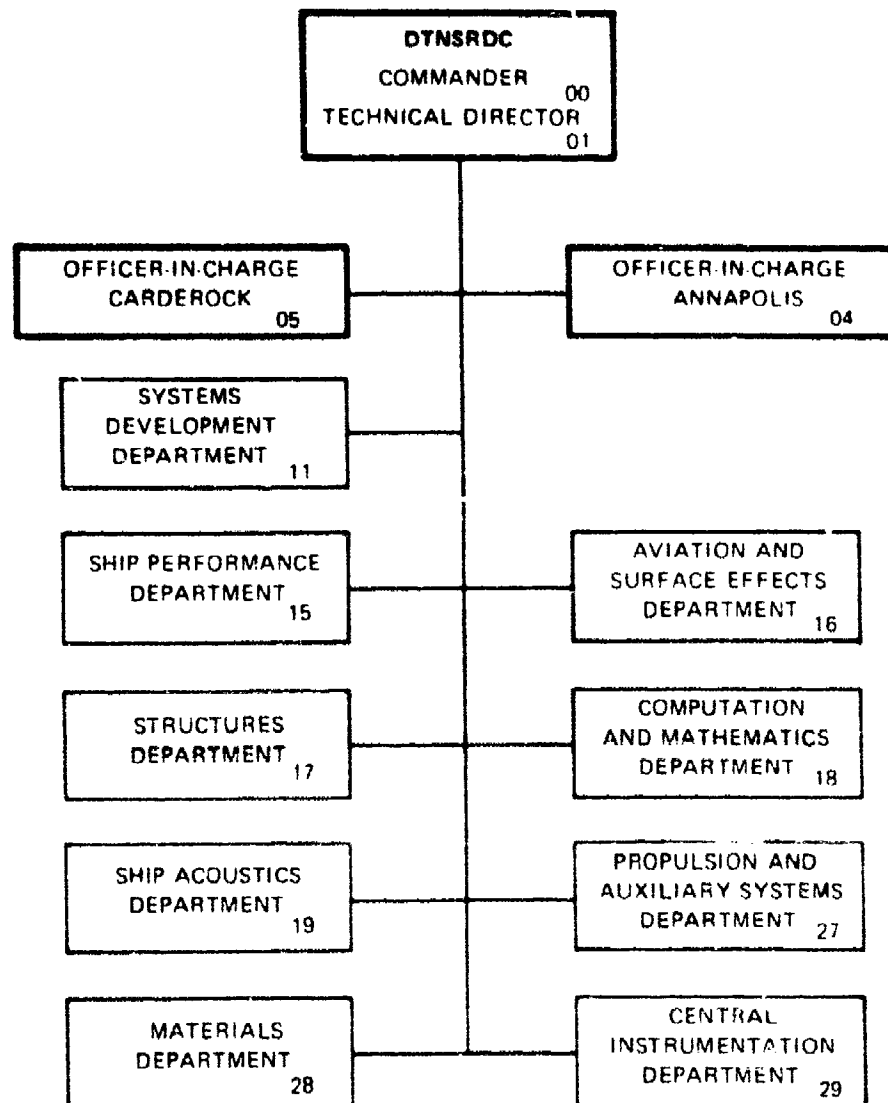 DTNSRDC
COMMANDER
00
TECHNICAL DIRECTOR
01
OFFICER-IN-CHARGE
CARDEROCK
05
OFFICER-IN-CHARGE
ANNAPOLIS
04
SYSTEMS
DEVELOPMENT
DEPARTMENT
11
SHIP PERFORMANCE
DEPARTMENT
15
AVIATION AND
SURFACE EFFECTS
DEPARTMENT
16
STRUCTURES
DEPARTMENT
17
COMPUTATION
AND MATHEMATICS
DEPARTMENT
18
SHIP ACOUSTICS
DEPARTMENT
19
PROPULSION AND
AUXILIARY SYSTEMS
DEPARTMENT
27
MATERIALS
DEPARTMENT
28
CENTRAL
INSTRUMENTATION
DEPARTMENT
29